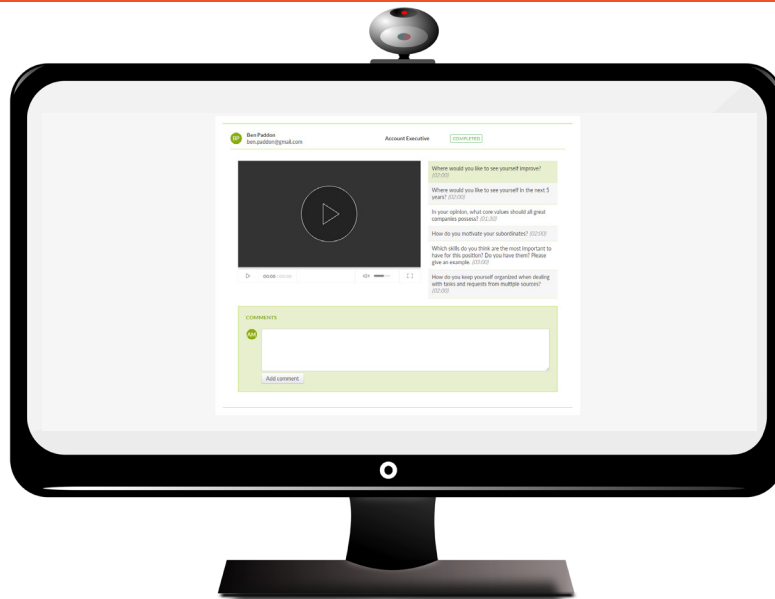 BP
Ben Paddon
ben.paddon@gmail.com
Account Executive
COMPLETED
Where would you like to see yourself improve?
(02:00)
Where would you like to see yourself in the next 5
years? (02:00)
In your opinion, what core values should all great
companies possess? (01:30)
How do you motivate your subordinates? (02:00)
Which skills do you think are the most important to
have for this position? Do you have them? Please
give an example. (03:00)
How do you keep yourself organized when dealing
with tasks and requests from multiple sources?
(02:00)
COMMENTS
AM
Add comment